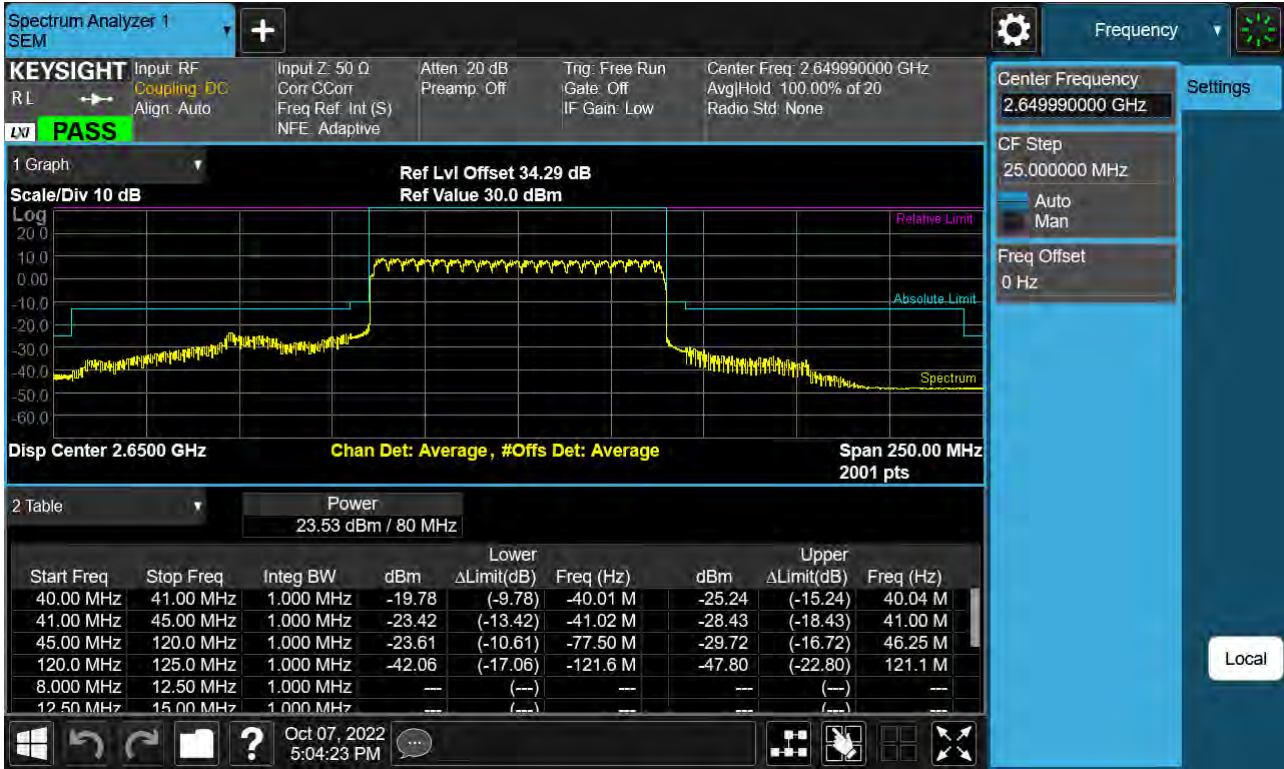 Spectrum Analyzer 1
SEM
+
Frequency
KEYSIGHT
Input: RF
Coupling: DC
Align: Auto
Input Z: 50 Ω
Corr CCorr
Freq Ref: Int (S)
NFE: Adaptive
Atten: 20 dB
Preamp: Off
Trig: Free Run
Gate: Off
IF Gain: Low
Center Freq: 2.649990000 GHz
Avg|Hold: 100.00% of 20
Radio Std: None
R L
LXI
PASS
Center Frequency
2.649990000 GHz
Settings
CF Step
25.000000 MHz
Auto
Man
Freq Offset
0 Hz
Local
1 Graph
Scale/Div 10 dB
Ref Lvl Offset 34.29 dB
Ref Value 30.0 dBm
Log
20.0
10.0
0.00
-10.0
-20.0
-30.0
-40.0
-50.0
-60.0
Relative Limit
Absolute Limit
Spectrum
Disp Center 2.6500 GHz
Chan Det: Average, #Offs Det: Average
Span 250.00 MHz
2001 pts
2 Table
Power
23.53 dBm / 80 MHz
Lower Upper
Start Freq Stop Freq Integ BW dBm ΔLimit(dB) Freq (Hz) dBm ΔLimit(dB) Freq (Hz)
40.00 MHz 41.00 MHz 1.000 MHz -19.78 (-9.78) -40.01 M -25.24 (-15.24) 40.04 M
41.00 MHz 45.00 MHz 1.000 MHz -23.42 (-13.42) -41.02 M -28.43 (-18.43) 41.00 M
45.00 MHz 120.0 MHz 1.000 MHz -23.61 (-10.61) -77.50 M -29.72 (-16.72) 46.25 M
120.0 MHz 125.0 MHz 1.000 MHz -42.06 (-17.06) -121.6 M -47.80 (-22.80) 121.1 M
8.000 MHz 12.50 MHz 1.000 MHz --- (---) --- --- (---) ---
12.50 MHz 15.00 MHz 1.000 MHz --- (---) --- --- (---) ---
?
Oct 07, 2022
5:04:23 PM